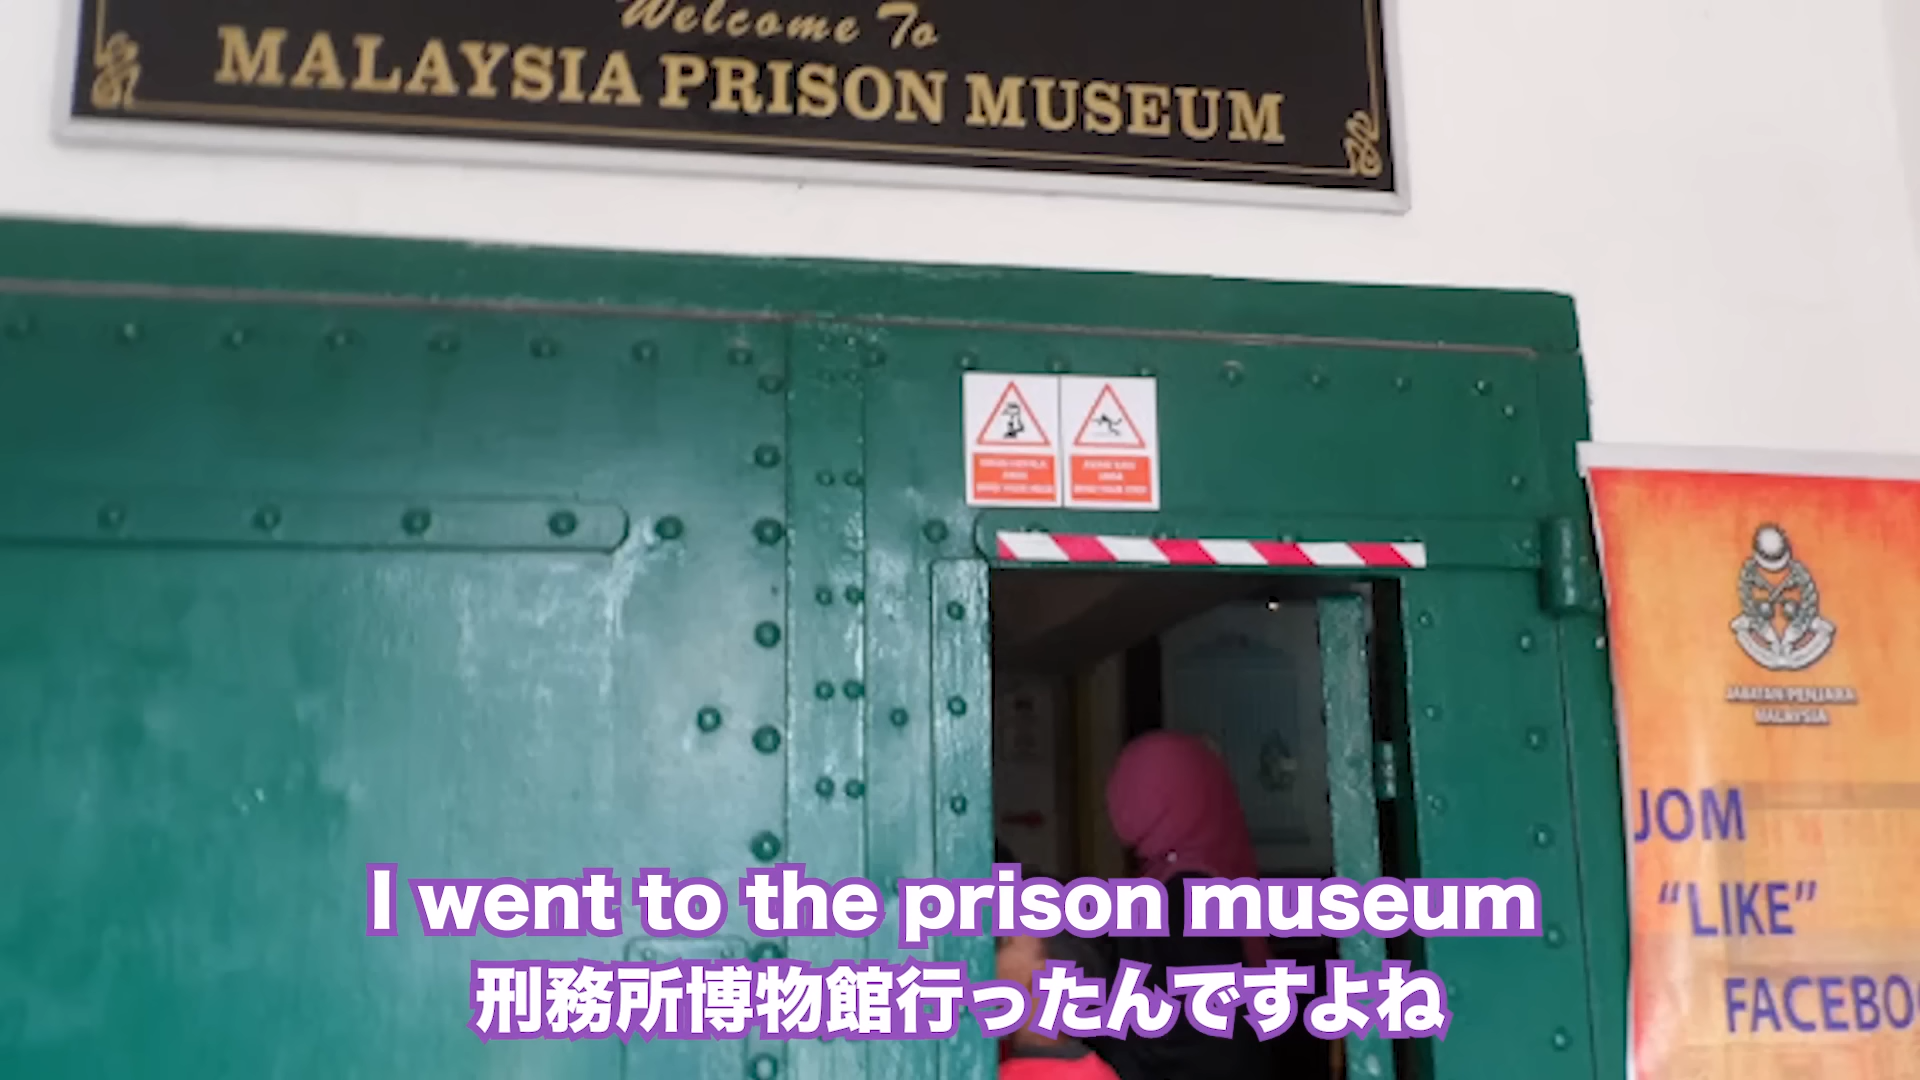 Welcome To
MALAYSIA PRISON MUSEUM
JABATAN PENJARA
MALAYSIA
JOM
“LIKE”
FACEBO
I went to the prison museum
刑務所博物館行ったんですよね